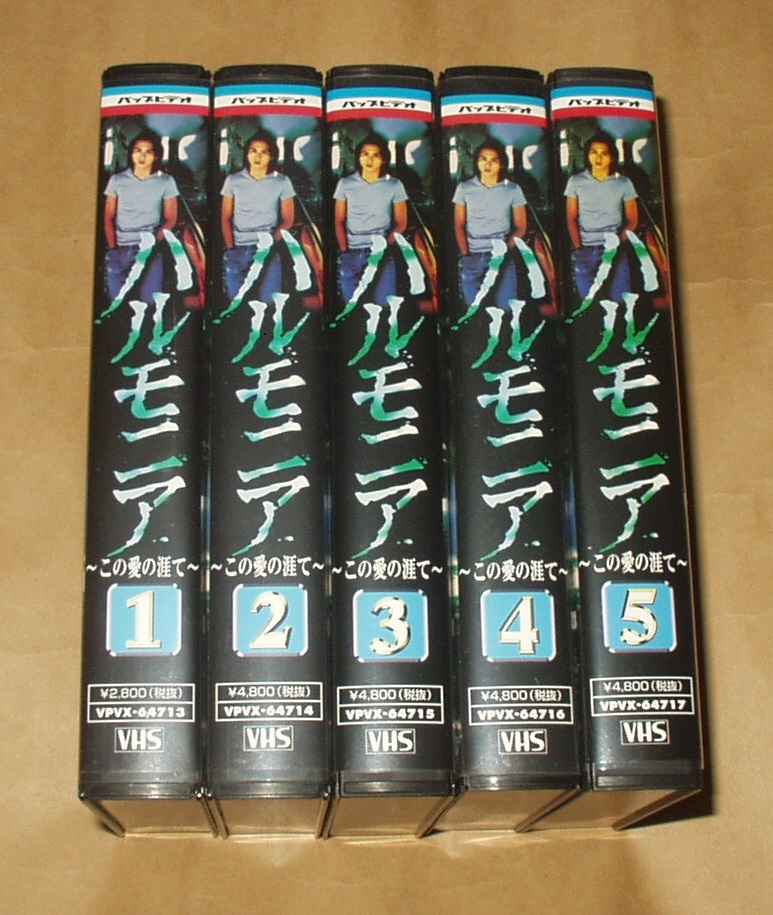 バップビデオ
ハルモニア
~この愛の涯て~
1
¥2,800(税抜)
VPVX-64713
VHS
バップビデオ
ハルモニア
~この愛の涯て~
2
¥4,800(税抜)
VPVX-64714
VHS
バップビデオ
ハルモニア
~この愛の涯て~
3
¥4,800(税抜)
VPVX-64715
VHS
バップビデオ
ハルモニア
~この愛の涯て~
4
¥4,800(税抜)
VPVX-64716
VHS
バップビデオ
ハルモニア
~この愛の涯て~
5
¥4,800(税抜)
VPVX-64717
VHS